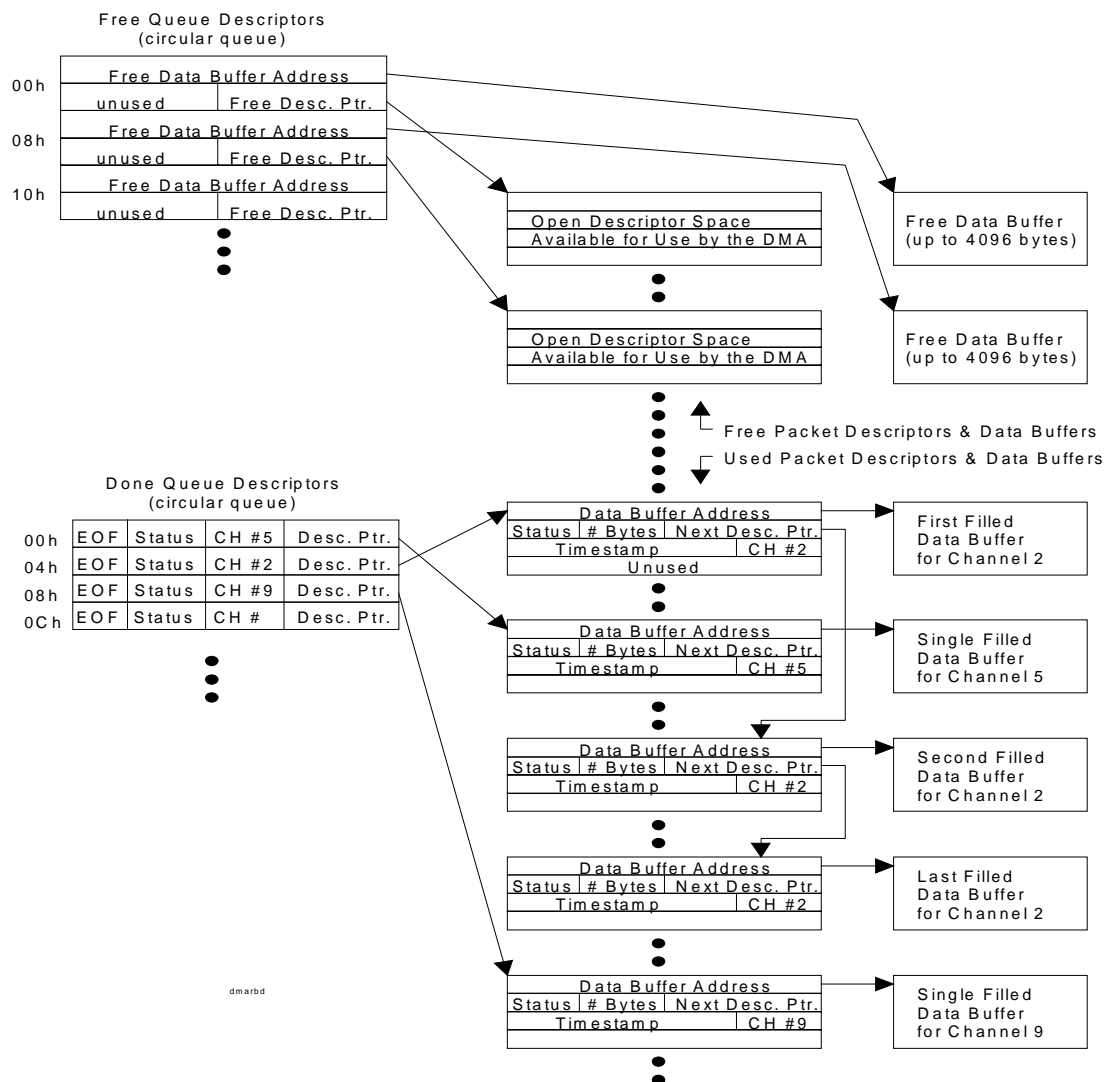 Free Queue Descriptors
(circular queue)
00h
Free Data Buffer Address
unused Free Desc. Ptr.
08h
Free Data Buffer Address
unused Free Desc. Ptr.
10h
Free Data Buffer Address
unused Free Desc. Ptr.
Open Descriptor Space
Available for Use by the DMA
Free Data Buffer
(up to 4096 bytes)
Open Descriptor Space
Available for Use by the DMA
Free Data Buffer
(up to 4096 bytes)
Free Packet Descriptors & Data Buffers
Used Packet Descriptors & Data Buffers
Done Queue Descriptors
(circular queue)
00h EOF Status CH #5 Desc. Ptr.
04h EOF Status CH #2 Desc. Ptr.
08h EOF Status CH #9 Desc. Ptr.
0Ch EOF Status CH # Desc. Ptr.
Data Buffer Address
Status # Bytes Next Desc. Ptr.
Timestamp CH #2
Unused
First Filled
Data Buffer
for Channel 2
Data Buffer Address
Status # Bytes Next Desc. Ptr.
Timestamp CH #5
Single Filled
Data Buffer
for Channel 5
Data Buffer Address
Status # Bytes Next Desc. Ptr.
Timestamp CH #2
Second Filled
Data Buffer
for Channel 2
Data Buffer Address
Status # Bytes Next Desc. Ptr.
Timestamp CH #2
Last Filled
Data Buffer
for Channel 2
Data Buffer Address
Status # Bytes Next Desc. Ptr.
Timestamp CH #9
Single Filled
Data Buffer
for Channel 9
dmarbd